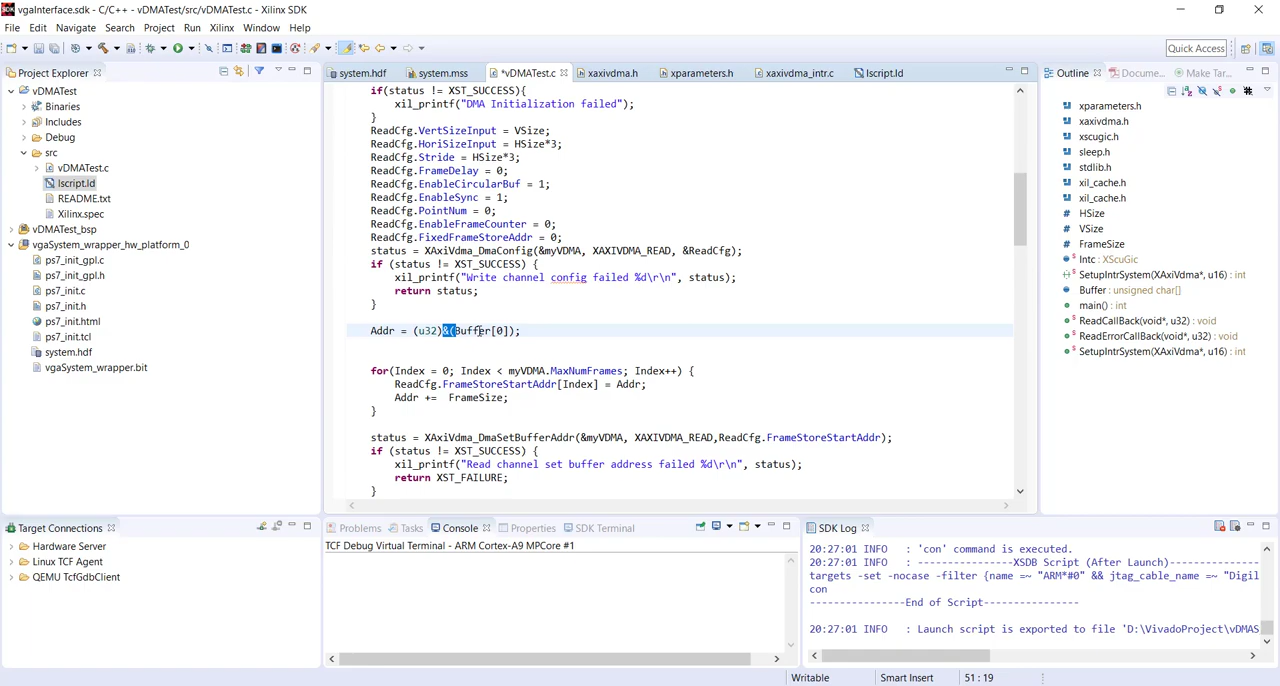 vgaInterface.sdk - C/C++ - vDMATest/src/vDMATest.c - Xilinx SDK
File Edit Navigate Search Project Run Xilinx Window Help
Quick Access
Project Explorer
vDMATest
Binaries
Includes
Debug
src
vDMATest.c
lscript.ld
README.txt
Xilinx.spec
vDMATest_bsp
vgaSystem_wrapper_hw_platform_0
ps7_init_gpl.c
ps7_init_gpl.h
ps7_init.c
ps7_init.h
ps7_init.html
ps7_init.tcl
system.hdf
vgaSystem_wrapper.bit
system.hdf system.mss *vDMATest.c xaxivdma.h xparameters.h xaxivdma_intr.c lscript.ld
if(status != XST_SUCCESS){
xil_printf("DMA Initialization failed");
}
ReadCfg.VertSizeInput = VSize;
ReadCfg.HoriSizeInput = HSize*3;
ReadCfg.Stride = HSize*3;
ReadCfg.FrameDelay = 0;
ReadCfg.EnableCircularBuf = 1;
ReadCfg.EnableSync = 1;
ReadCfg.PointNum = 0;
ReadCfg.EnableFrameCounter = 0;
ReadCfg.FixedFrameStoreAddr = 0;
status = XAxiVdma_DmaConfig(&myVDMA, XAXIVDMA_READ, &ReadCfg);
if (status != XST_SUCCESS) {
xil_printf("Write channel config failed %d\r\n", status);
return status;
}
Addr = (u32)&(Buffer[0]);
for(Index = 0; Index < myVDMA.MaxNumFrames; Index++) {
ReadCfg.FrameStoreStartAddr[Index] = Addr;
Addr += FrameSize;
}
status = XAxiVdma_DmaSetBufferAddr(&myVDMA, XAXIVDMA_READ,ReadCfg.FrameStoreStartAddr);
if (status != XST_SUCCESS) {
xil_printf("Read channel set buffer address failed %d\r\n", status);
return XST_FAILURE;
}
Outline Docume... Make Tar...
xparameters.h
xaxivdma.h
xscugic.h
sleep.h
stdlib.h
xil_cache.h
xil_cache.h
HSize
VSize
FrameSize
Intc : XScuGic
SetupIntrSystem(XAxiVdma*, u16) : int
Buffer : unsigned char[]
main() : int
ReadCallBack(void*, u32) : void
ReadErrorCallBack(void*, u32) : void
SetupIntrSystem(XAxiVdma*, u16) : int
Target Connections
Hardware Server
Linux TCF Agent
QEMU TcfGdbClient
Problems Tasks Console Properties SDK Terminal
TCF Debug Virtual Terminal - ARM Cortex-A9 MPCore #1
SDK Log
20:27:01 INFO : 'con' command is executed.
20:27:01 INFO : ---------------XSDB Script (After Launch)---------------
targets -set -nocase -filter {name =~ "ARM*#0" && jtag_cable_name =~ "Digil
con
----------------End of Script----------------
20:27:01 INFO : Launch script is exported to file 'D:\VivadoProject\vDMAS
Writable Smart Insert 51 : 19